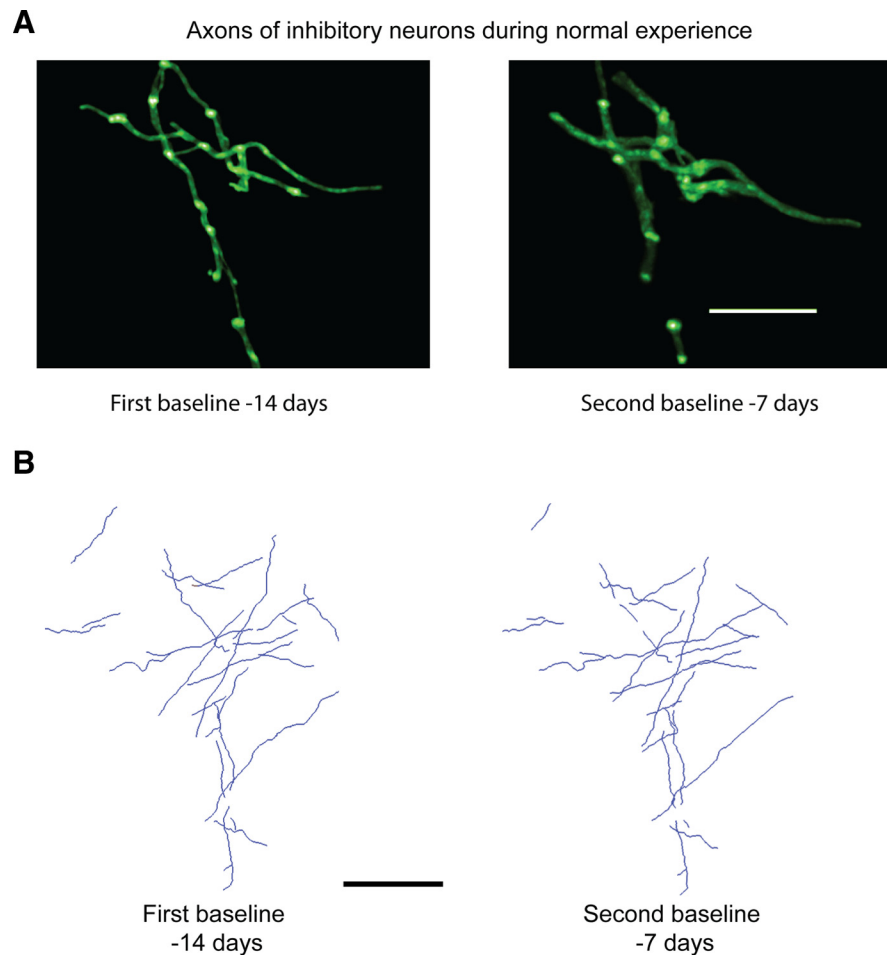 A
Axons of inhibitory neurons during normal experience
First baseline -14 days
Second baseline -7 days
B
First baseline
-14 days
Second baseline
-7 days